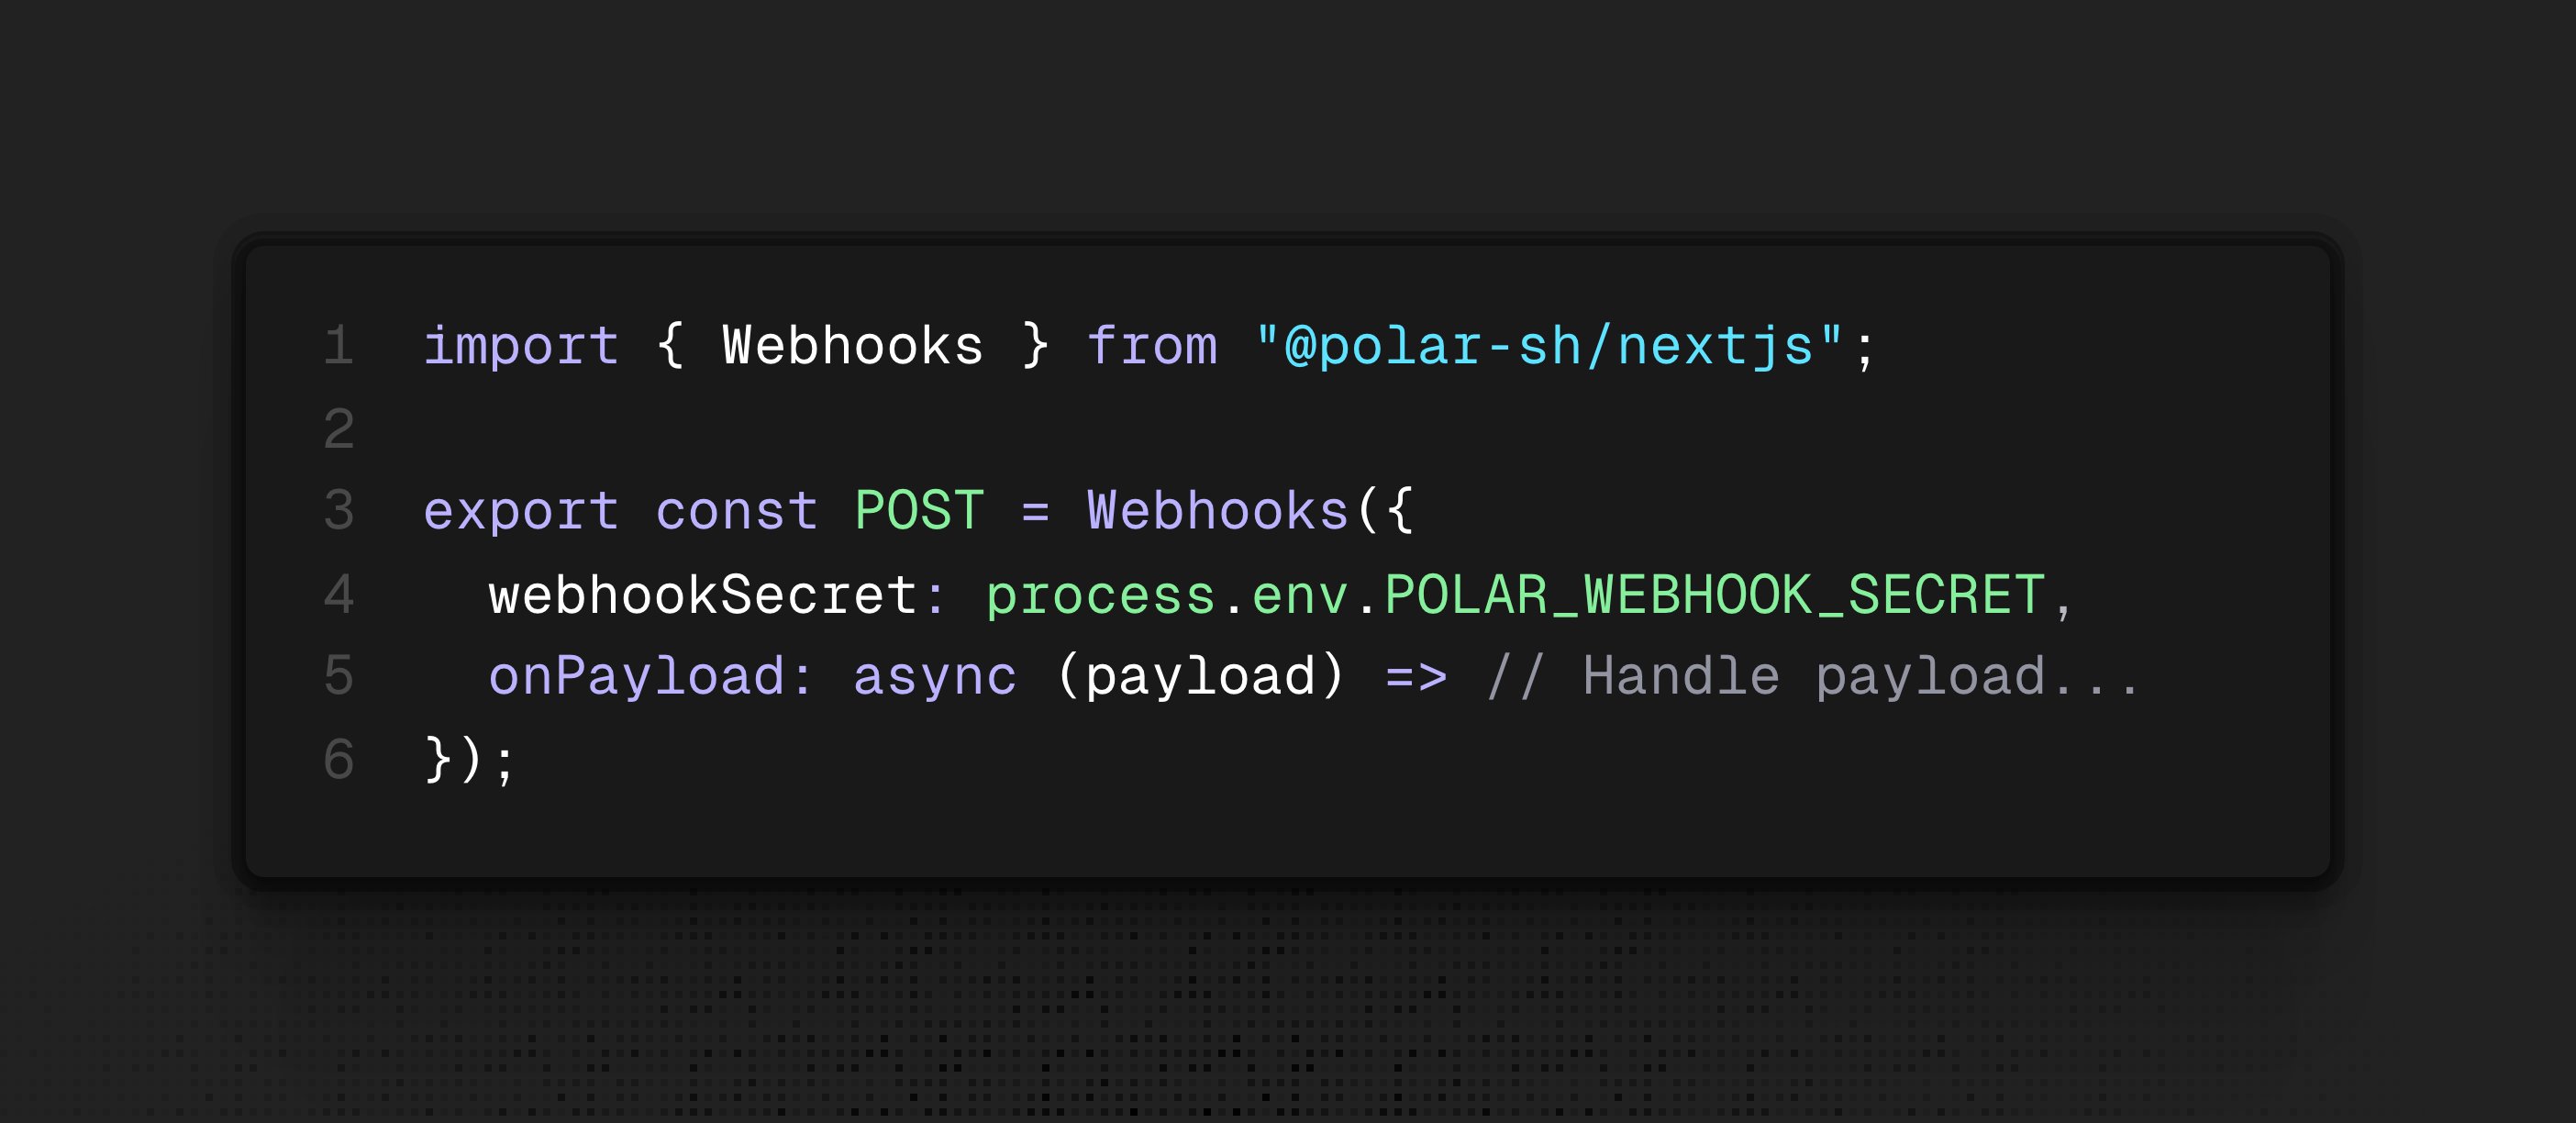 1 import { Webhooks } from "@polar-sh/nextjs";
2
3 export const POST = Webhooks({
4   webhookSecret: process.env.POLAR_WEBHOOK_SECRET,
5   onPayload: async (payload) => // Handle payload...
6 });